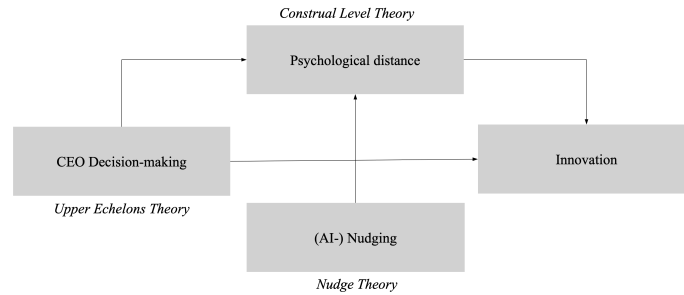 Construal Level Theory
Psychological distance
CEO Decision-making
Innovation
Upper Echelons Theory
(AI-) Nudging
Nudge Theory